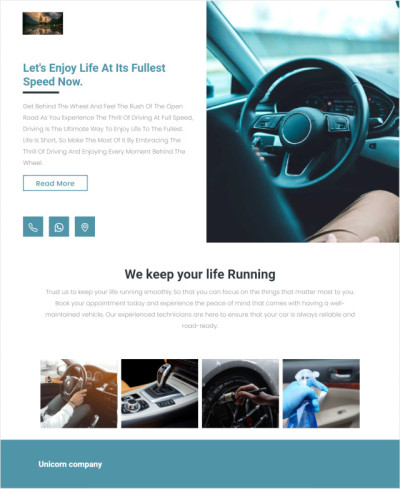 Let's Enjoy Life At Its Fullest
Speed Now.
Get Behind The Wheel And Feel The Rush Of The Open
Road As You Experience The Thrill Of Driving At Full Speed,
Driving Is The Ultimate Way To Enjoy Life To The Fullest
Life Is Short, So Make The Most Of It By Embracing The
Thrill Of Driving And Enjoying Every Moment Behind The
Wheel.
Read More
We keep your life Running
Trust us to keep your life running smoothly So that you can focus on the things that matter most to you.
Book your appointment today and experience the peace of mind that comes with having a well-
maintained vehicle. Our experienced technicians are here to ensure that your car is always reliable and
road-ready.
Unicorn company